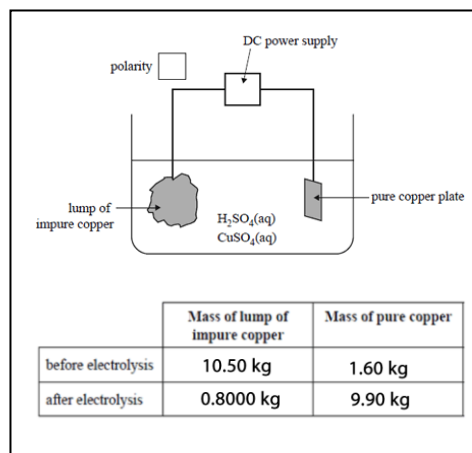 DC power supply
polarity
lump of
impure copper
H₂SO₄(aq)
CuSO₄(aq)
pure copper plate
Mass of lump of
impure copper
Mass of pure copper
before electrolysis
10.50 kg
1.60 kg
after electrolysis
0.8000 kg
9.90 kg